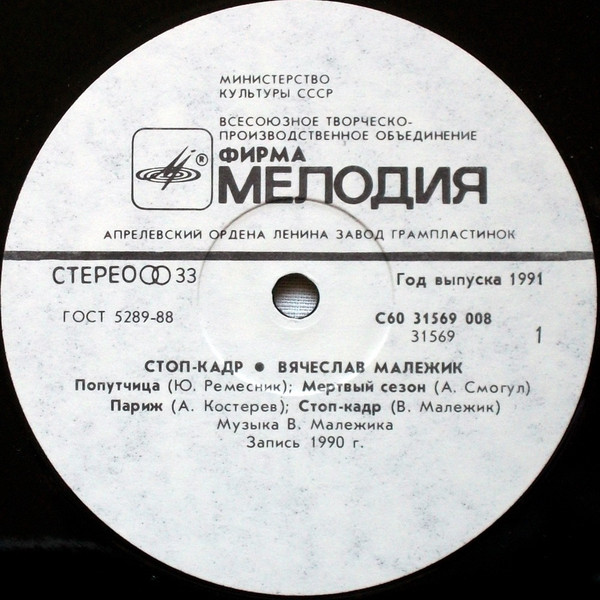 МИНИСТЕРСТВО
КУЛЬТУРЫ СССР
ВСЕСОЮЗНОЕ ТВОРЧЕСКО-
ПРОИЗВОДСТВЕННОЕ ОБЪЕДИНЕНИЕ
®
ФИРМА
МЕЛОДИЯ
АПРЕЛЕВСКИЙ ОРДЕНА ЛЕНИНА ЗАВОД ГРАМПЛАСТИНОК
СТЕРЕО 33
Год выпуска 1991
ГОСТ 5289-88
С60 31569 008
31569
1
СТОП-КАДР ● ВЯЧЕСЛАВ МАЛЕЖИК
Попутчица (Ю. Ремесник); Мертвый сезон (А. Смогул)
Париж (А. Костерев); Стоп-кадр (В. Малежик)
Музыка В. Малежика
Запись 1990 г.